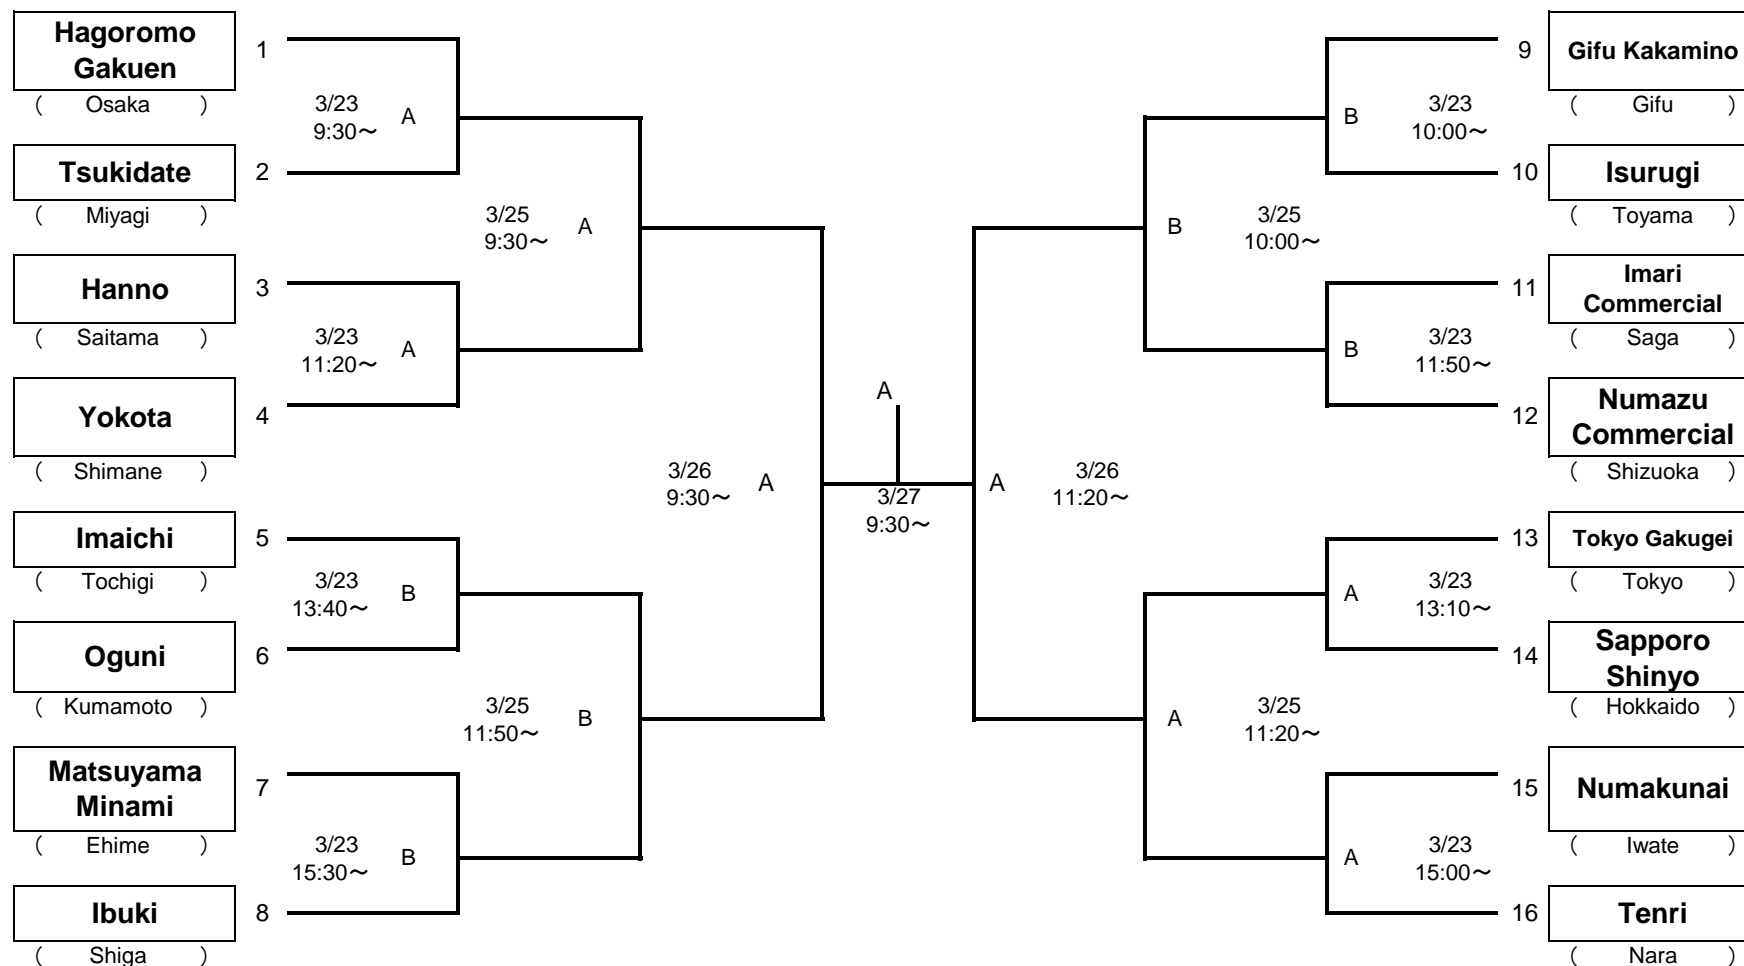 Hagoromo
Gakuen
( Osaka )
1
3/23
9:30～
A
Tsukidate
( Miyagi )
2
3/25
9:30～
A
Hanno
( Saitama )
3
3/23
11:20～
A
Yokota
( Shimane )
4
3/26
9:30～
A
Imaichi
( Tochigi )
5
3/23
13:40～
B
Oguni
( Kumamoto )
6
3/25
11:50～
B
Matsuyama
Minami
( Ehime )
7
3/23
15:30～
B
Ibuki
( Shiga )
8
A
3/27
9:30～
9
Gifu Kakamino
( Gifu )
B
3/23
10:00～
10
Isurugi
( Toyama )
B
3/25
10:00～
11
Imari
Commercial
( Saga )
B
3/23
11:50～
12
Numazu
Commercial
( Shizuoka )
A
3/26
11:20～
13
Tokyo Gakugei
( Tokyo )
A
3/23
13:10～
14
Sapporo
Shinyo
( Hokkaido )
A
3/25
11:20～
15
Numakunai
( Iwate )
A
3/23
15:00～
16
Tenri
( Nara )